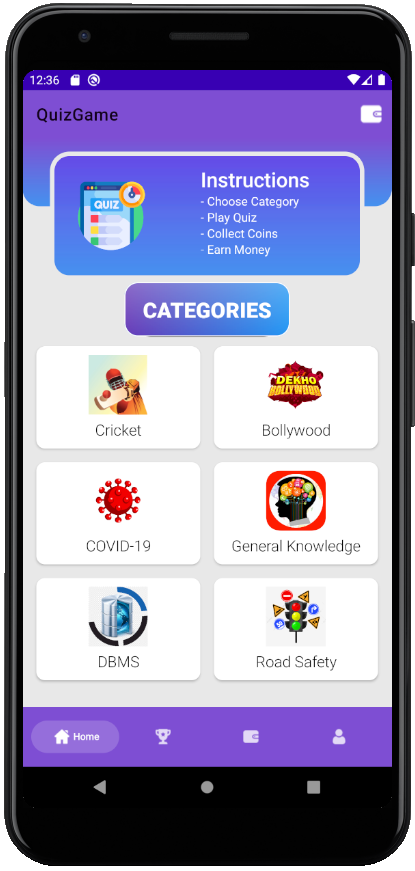 12:36
QuizGame
QUIZ
Instructions
- Choose Category
- Play Quiz
- Collect Coins
- Earn Money
CATEGORIES
Cricket
DEKHO
BOLLYWOOD
Bollywood
COVID-19
General Knowledge
DBMS
Road Safety
Home